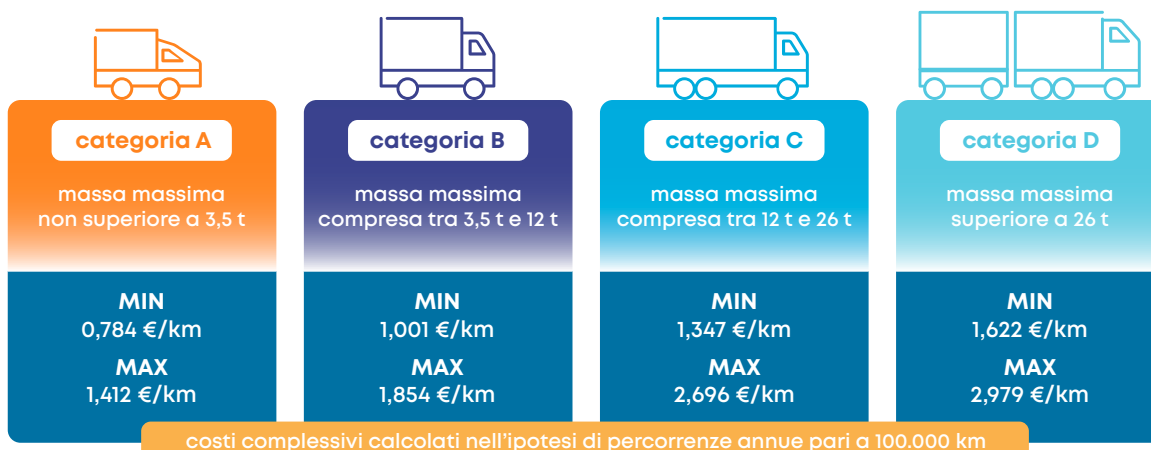 categoria A
massa massima
non superiore a 3,5 t
MIN
0,784 €/km
MAX
1,412 €/km
categoria B
massa massima
compresa tra 3,5 t e 12 t
MIN
1,001 €/km
MAX
1,854 €/km
categoria C
massa massima
compresa tra 12 t e 26 t
MIN
1,347 €/km
MAX
2,696 €/km
categoria D
massa massima
superiore a 26 t
MIN
1,622 €/km
MAX
2,979 €/km
costi complessivi calcolati nell'ipotesi di percorrenze annue pari a 100.000 km